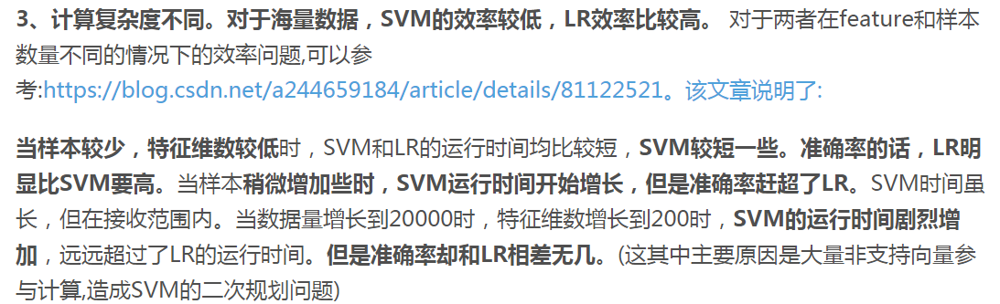 3、计算复杂度不同。对于海量数据，SVM的效率较低，LR效率比较高。 对于两者在feature和样本
数量不同的情况下的效率问题,可以参
考:https://blog.csdn.net/a244659184/article/details/81122521。该文章说明了:
当样本较少，特征维数较低时，SVM和LR的运行时间均比较短，SVM较短一些。准确率的话，LR明
显比SVM要高。当样本稍微增加些时，SVM运行时间开始增长，但是准确率赶超了LR。SVM时间虽
长，但在接收范围内。当数据量增长到20000时，特征维数增长到200时，SVM的运行时间剧烈增
加，远远超过了LR的运行时间。但是准确率却和LR相差无几。(这其中主要原因是大量非支持向量参
与计算,造成SVM的二次规划问题)